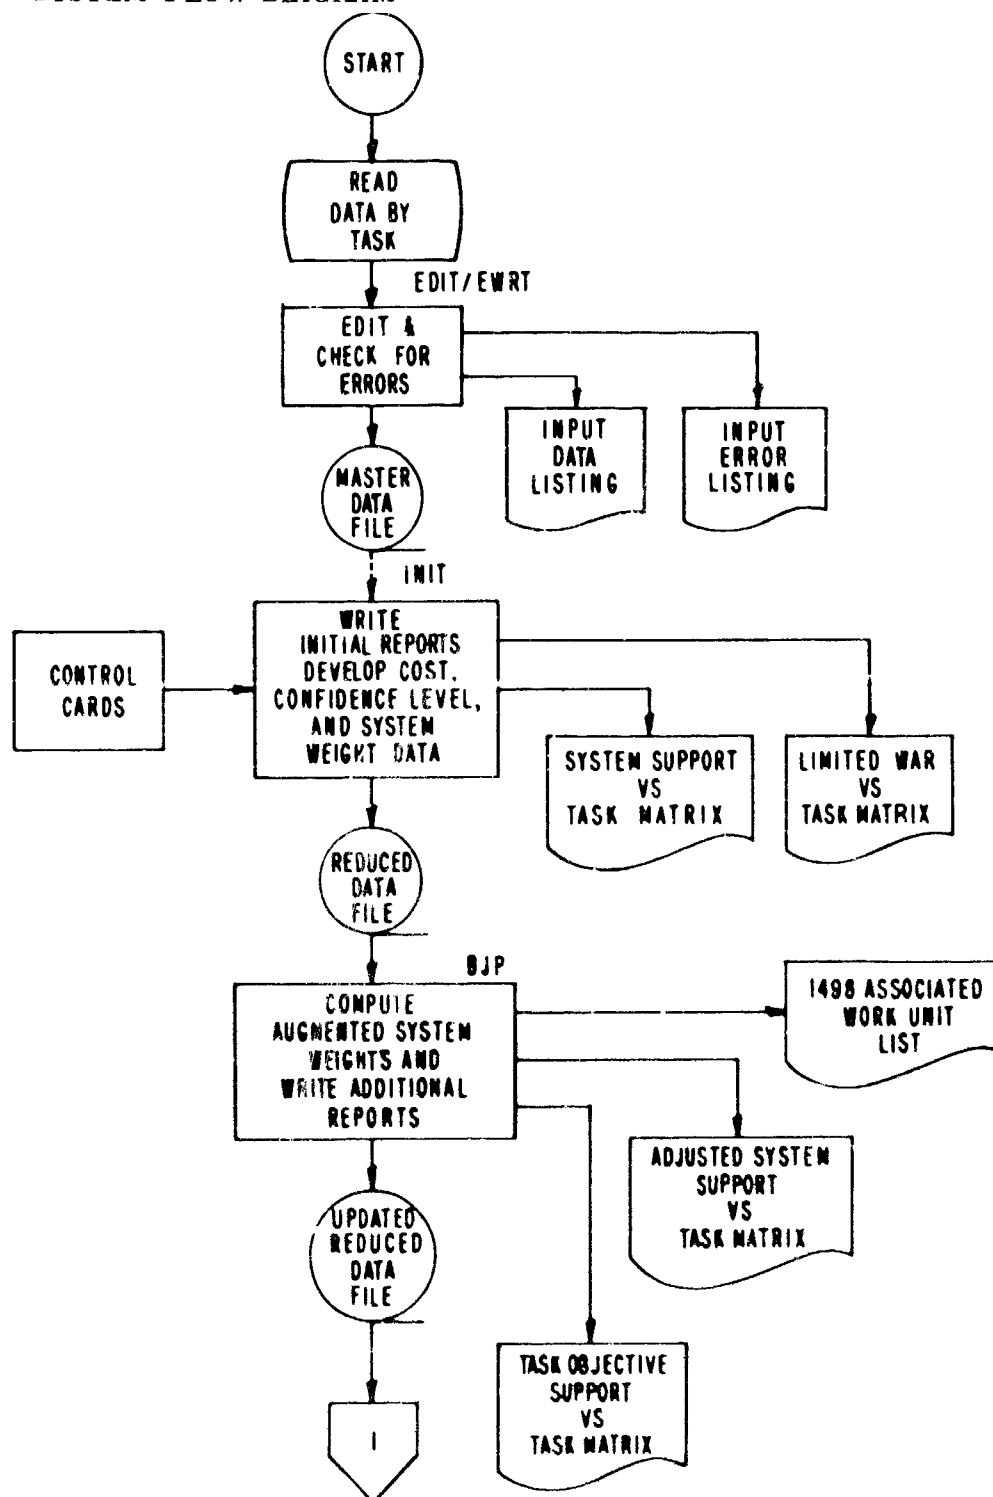 START
READ
DATA BY
TASK
EDIT/EWRT
EDIT &
CHECK FOR
ERRORS
INPUT
DATA
LISTING
INPUT
ERROR
LISTING
MASTER
DATA
FILE
INIT
CONTROL
CARDS
WRITE
INITIAL REPORTS
DEVELOP COST,
CONFIDENCE LEVEL,
AND SYSTEM
WEIGHT DATA
SYSTEM SUPPORT
VS
TASK MATRIX
LIMITED WAR
VS
TASK MATRIX
REDUCED
DATA
FILE
BJP
COMPUTE
AUGMENTED SYSTEM
WEIGHTS AND
WRITE ADDITIONAL
REPORTS
1498 ASSOCIATED
WORK UNIT
LIST
ADJUSTED SYSTEM
SUPPORT
VS
TASK MATRIX
UPDATED
REDUCED
DATA
FILE
TASK OBJECTIVE
SUPPORT
VS
TASK MATRIX
1